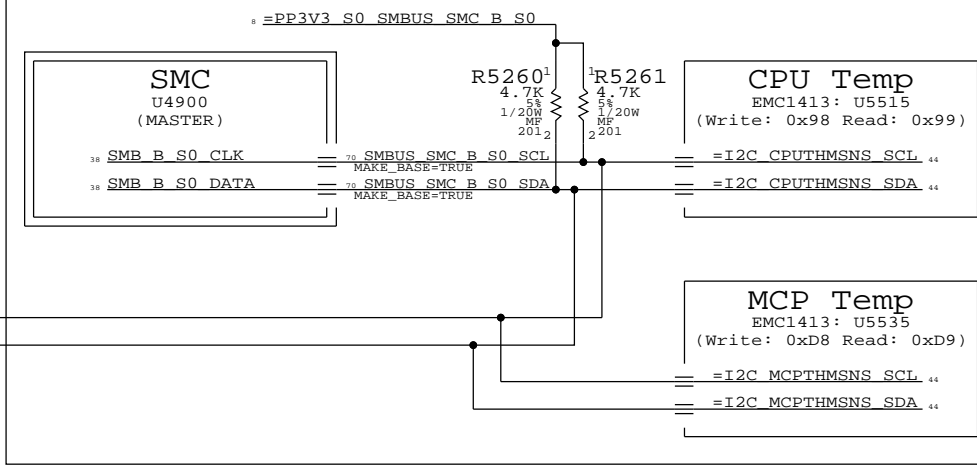 8 =PP3V3_S0_SMBUS_SMC_B_S0
SMC
U4900
(MASTER)
38 SMB_B_S0_CLK
38 SMB_B_S0_DATA
R5260
4.7K
5%
1/20W
MF
201
1
2
R5261
4.7K
5%
1/20W
MF
201
1
2
70 SMBUS_SMC_B_S0_SCL
MAKE_BASE=TRUE
70 SMBUS_SMC_B_S0_SDA
MAKE_BASE=TRUE
CPU Temp
EMC1413: U5515
(Write: 0x98 Read: 0x99)
=I2C_CPUTHMSNS_SCL 44
=I2C_CPUTHMSNS_SDA 44
MCP Temp
EMC1413: U5535
(Write: 0xD8 Read: 0xD9)
=I2C_MCPTHMSNS_SCL 44
=I2C_MCPTHMSNS_SDA 44